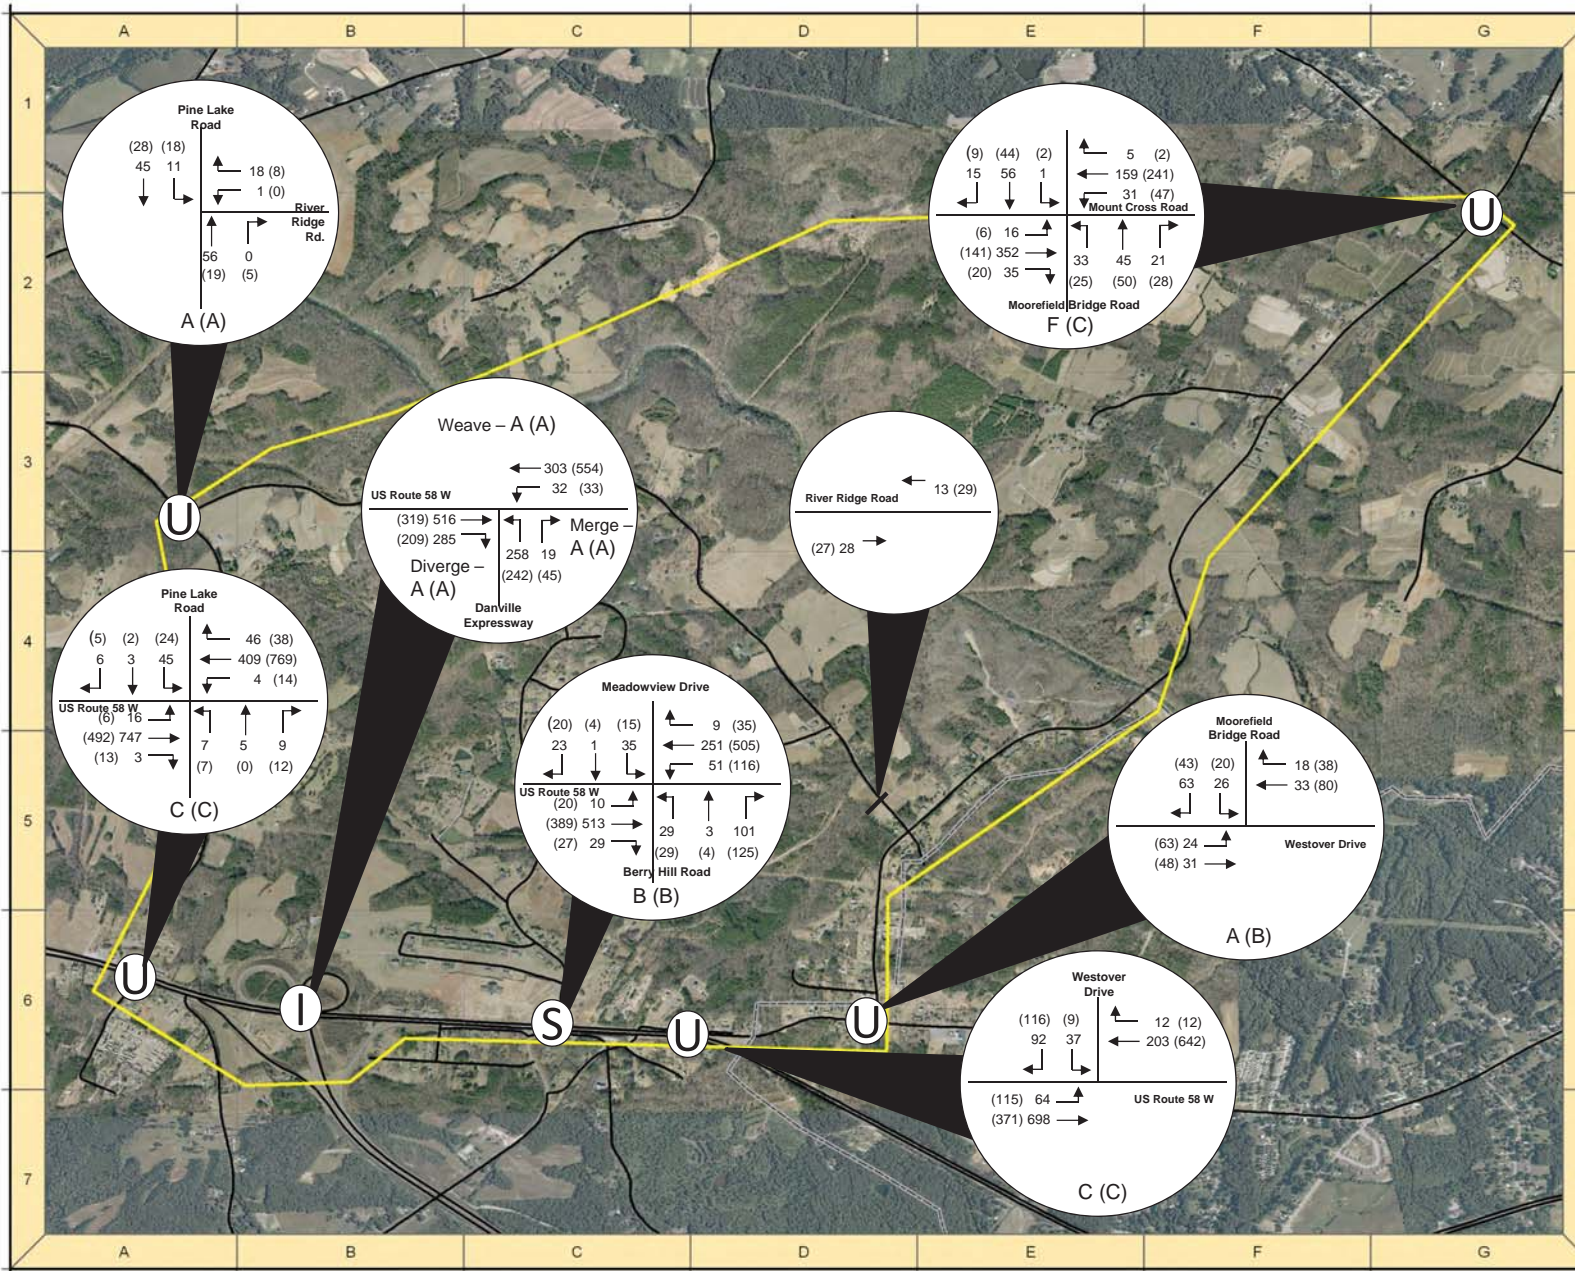 A B C D E F G
1
2
3
4
5
6
7
Pine Lake
Road
(28) (18)
45 11
18 (8)
1 (0)
River
Ridge
Rd.
56 0
(19) (5)
A (A)
(9) (44) (2)
15 56 1
5 (2)
159 (241)
31 (47)
Mount Cross Road
(6) 16
(141) 352
(20) 35
33 45 21
(25) (50) (28)
Moorefield Bridge Road
F (C)
Weave – A (A)
303 (554)
32 (33)
US Route 58 W
(319) 516
(209) 285
Merge –
A (A)
258 19
(242) (45)
Diverge –
A (A)
Danville
Expressway
River Ridge Road
13 (29)
(27) 28
Pine Lake
Road
(5) (2) (24)
6 3 45
46 (38)
409 (769)
4 (14)
US Route 58 W
(6) 16
(492) 747
(13) 3
7 5 9
(7) (0) (12)
C (C)
Meadowview Drive
(20) (4) (15)
23 1 35
9 (35)
251 (505)
51 (116)
US Route 58 W
(20) 10
(389) 513
(27) 29
29 3 101
(29) (4) (125)
Berry Hill Road
B (B)
Moorefield
Bridge Road
(43) (20)
63 26
18 (38)
33 (80)
(63) 24
(48) 31
Westover Drive
A (B)
Westover
Drive
(116) (9)
92 37
12 (12)
203 (642)
(115) 64
(371) 698
US Route 58 W
C (C)
U
U
U
I
S
U
U
A B C D E F G